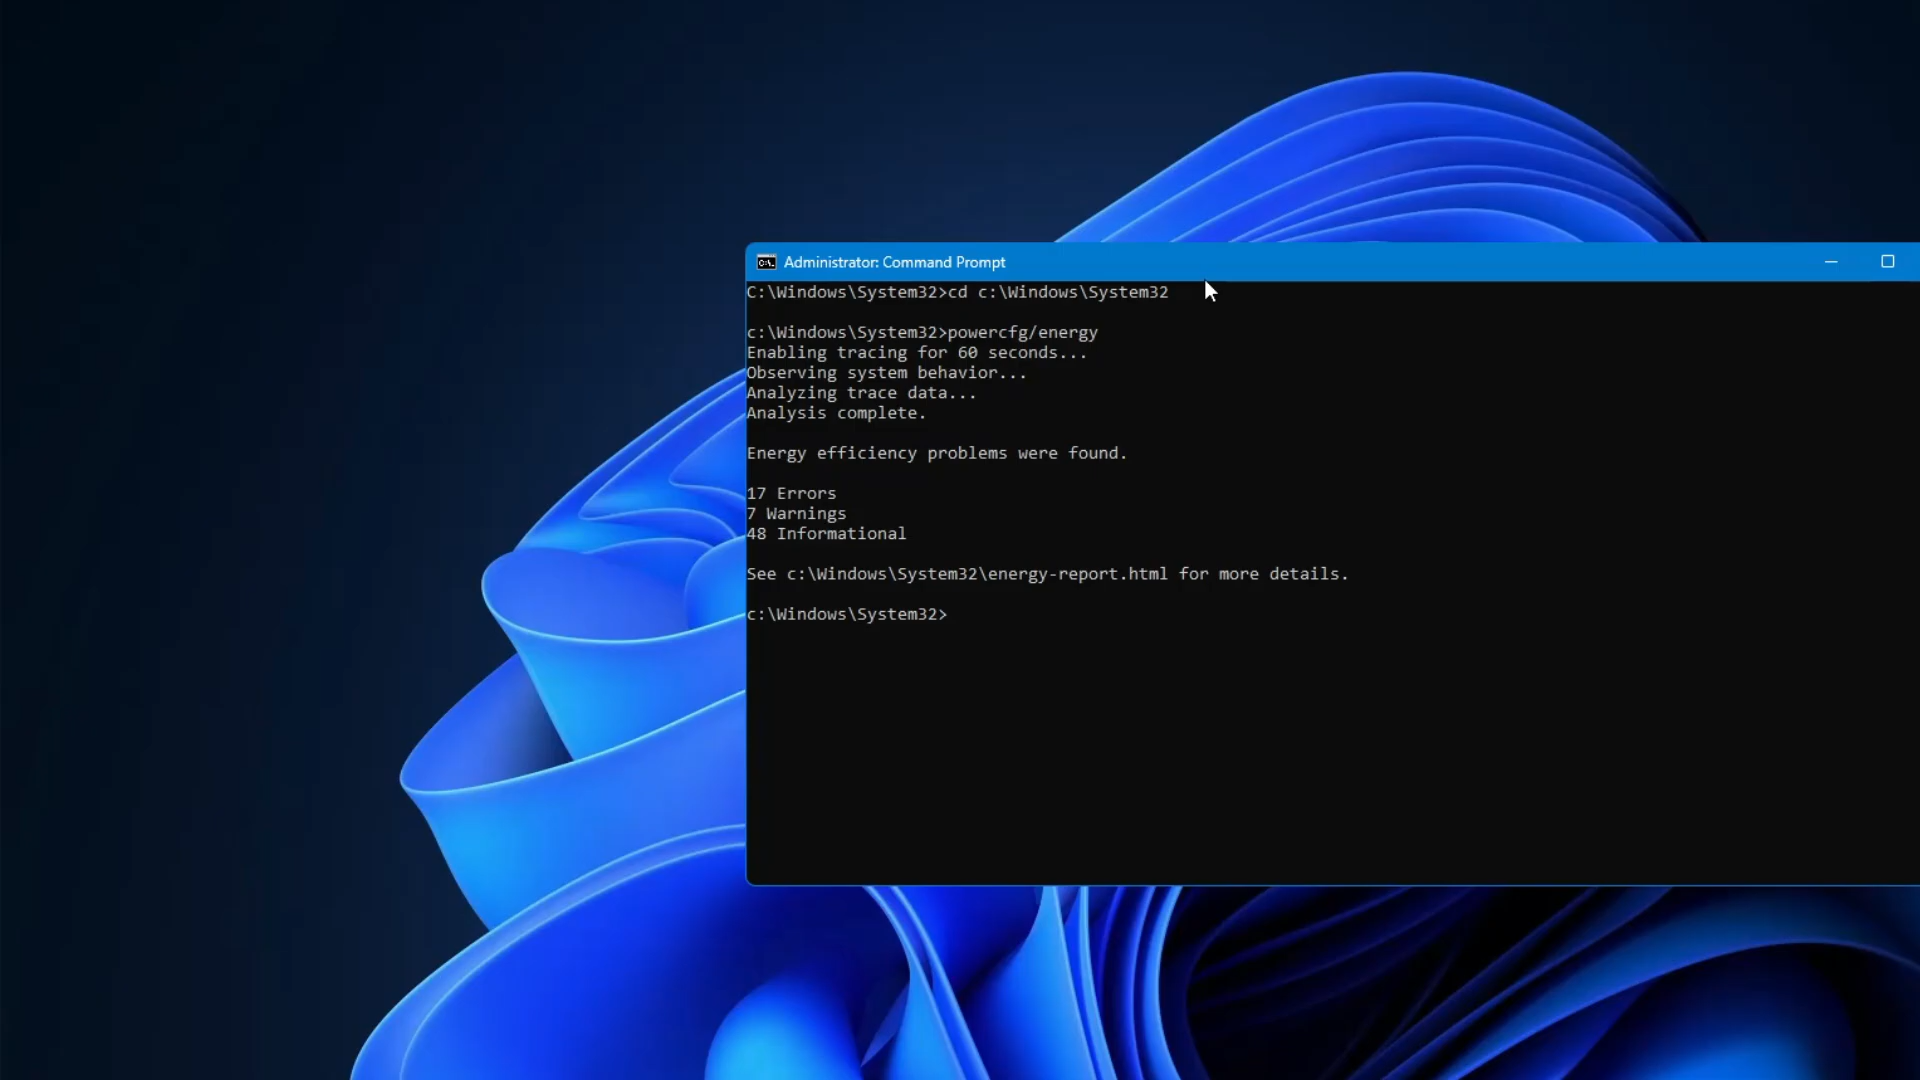 Administrator: Command Prompt
C:\Windows\System32>cd c:\Windows\System32
c:\Windows\System32>powercfg/energy
Enabling tracing for 60 seconds...
Observing system behavior...
Analyzing trace data...
Analysis complete.
Energy efficiency problems were found.
17 Errors
7 Warnings
48 Informational
See c:\Windows\System32\energy-report.html for more details.
c:\Windows\System32>